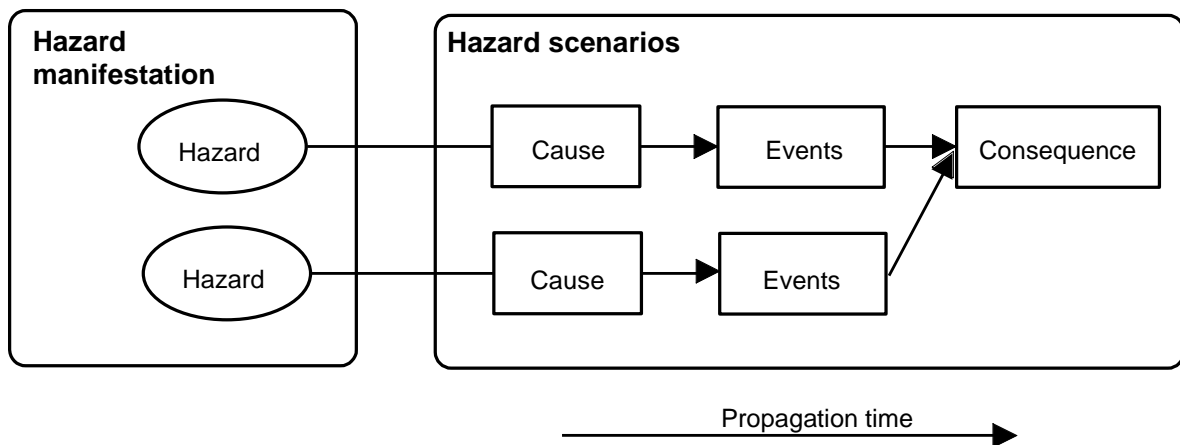 Hazard
manifestation
Hazard scenarios
Hazard
Cause
Events
Consequence
Hazard
Cause
Events
Propagation time